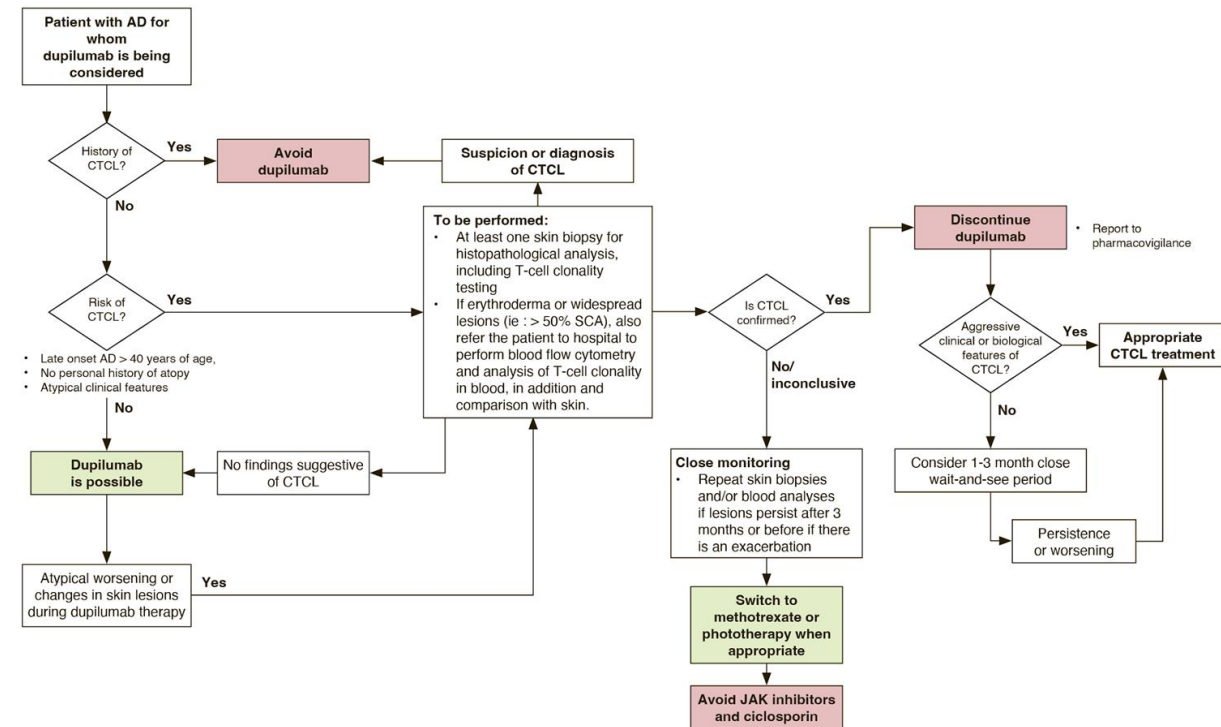 Patient with AD for
whom
dupilumab is being
considered
History of
CTCL?
Yes
Avoid
dupilumab
Suspicion or diagnosis
of CTCL
No
To be performed:
• At least one skin biopsy for
histopathological analysis,
including T-cell clonality
testing
• If erythroderma or widespread
lesions (ie : > 50% SCA), also
refer the patient to hospital to
perform blood flow cytometry
and analysis of T-cell clonality
in blood, in addition and
comparison with skin.
Risk of
CTCL?
Yes
• Late onset AD > 40 years of age,
• No personal history of atopy
• Atypical clinical features
No
Dupilumab
is possible
No findings suggestive
of CTCL
Atypical worsening or
changes in skin lesions
during dupilumab therapy
Yes
Is CTCL
confirmed?
Yes
No/
inconclusive
Close monitoring
• Repeat skin biopsies
and/or blood analyses
if lesions persist after 3
months or before if there
is an exacerbation
Switch to
methotrexate or
phototherapy when
appropriate
Avoid JAK inhibitors
and ciclosporin
Discontinue
dupilumab
• Report to
pharmacovigilance
Aggressive
clinical or biological
features of
CTCL?
Yes
Appropriate
CTCL treatment
No
Consider 1-3 month close
wait-and-see period
Persistence
or worsening